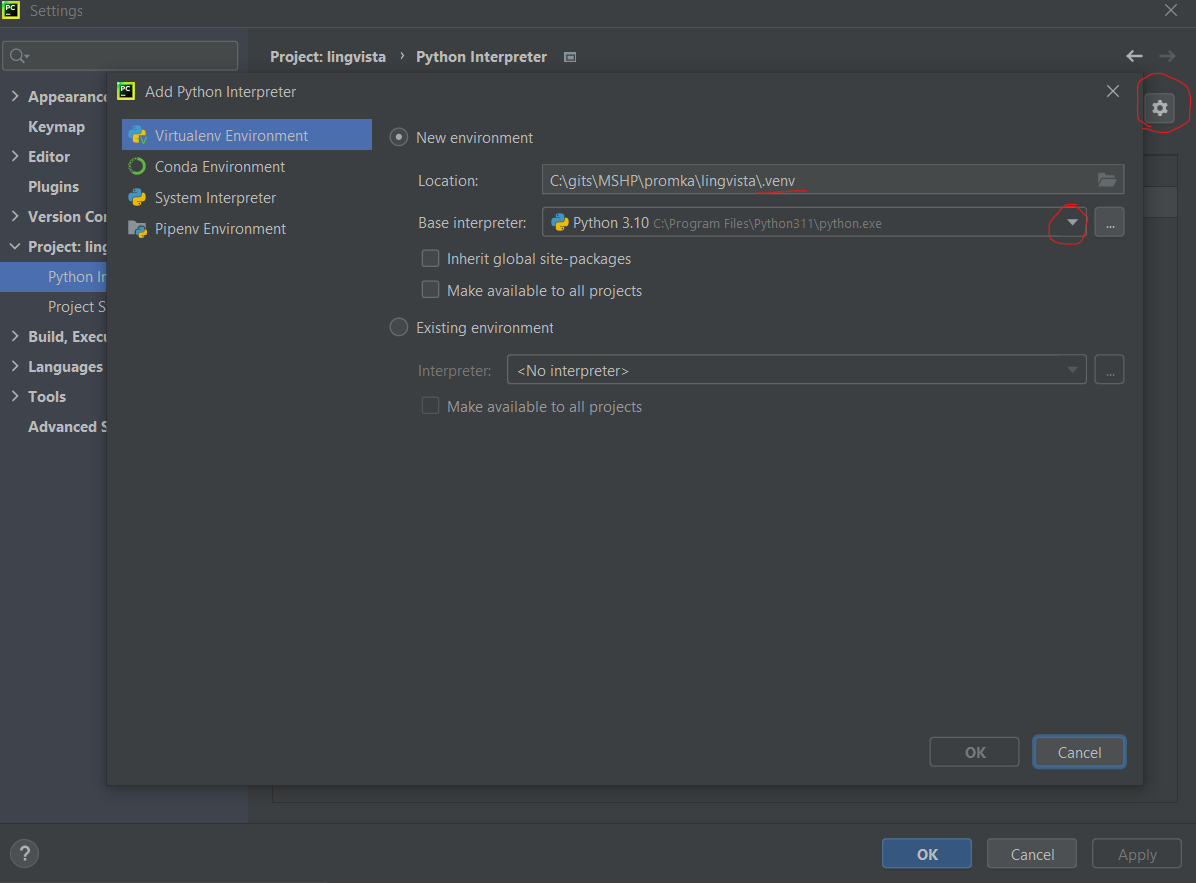 Settings
Project: lingvista › Python Interpreter
Add Python Interpreter
Appearanc
Keymap
Editor
Plugins
Version Co
Project: ling
Python In
Project S
Build, Exec
Languages
Tools
Advanced S
Virtualenv Environment
Conda Environment
System Interpreter
Pipenv Environment
New environment
Location: C:\gits\MSHP\promka\lingvista\.venv
Base interpreter: Python 3.10 C:\Program Files\Python311\python.exe ...
Inherit global site-packages
Make available to all projects
Existing environment
Interpreter: <No interpreter> ...
Make available to all projects
OK Cancel
? OK Cancel Apply